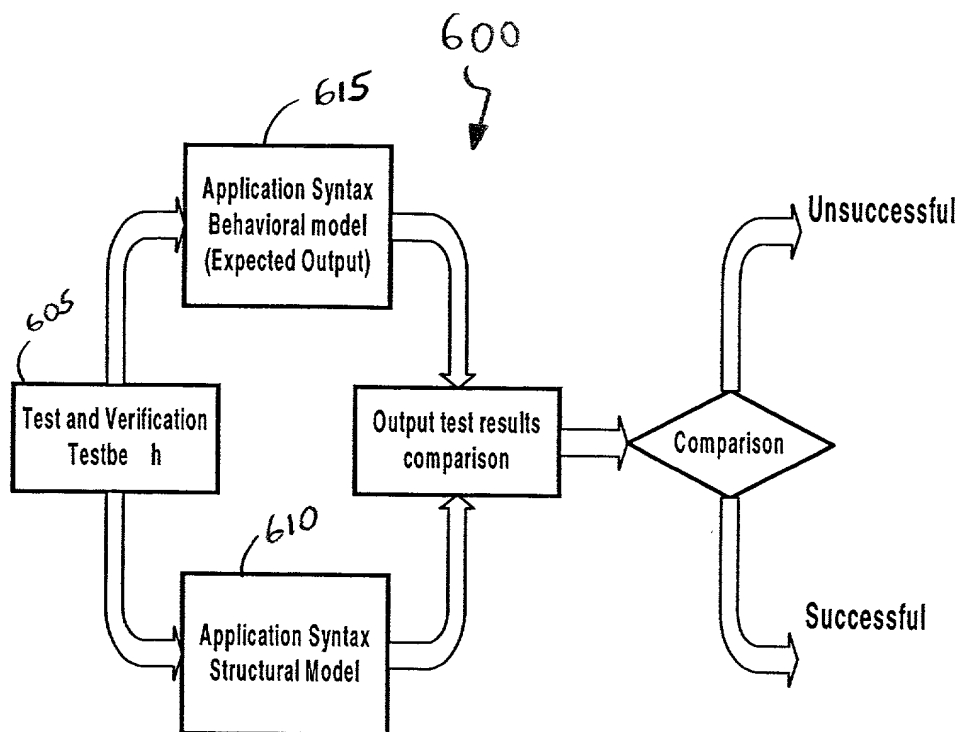 600
615
Application Syntax
Behavioral model
(Expected Output)
Unsuccessful
605
Test and Verification
Testbe h
Output test results
comparison
Comparison
610
Application Syntax
Structural Model
Successful